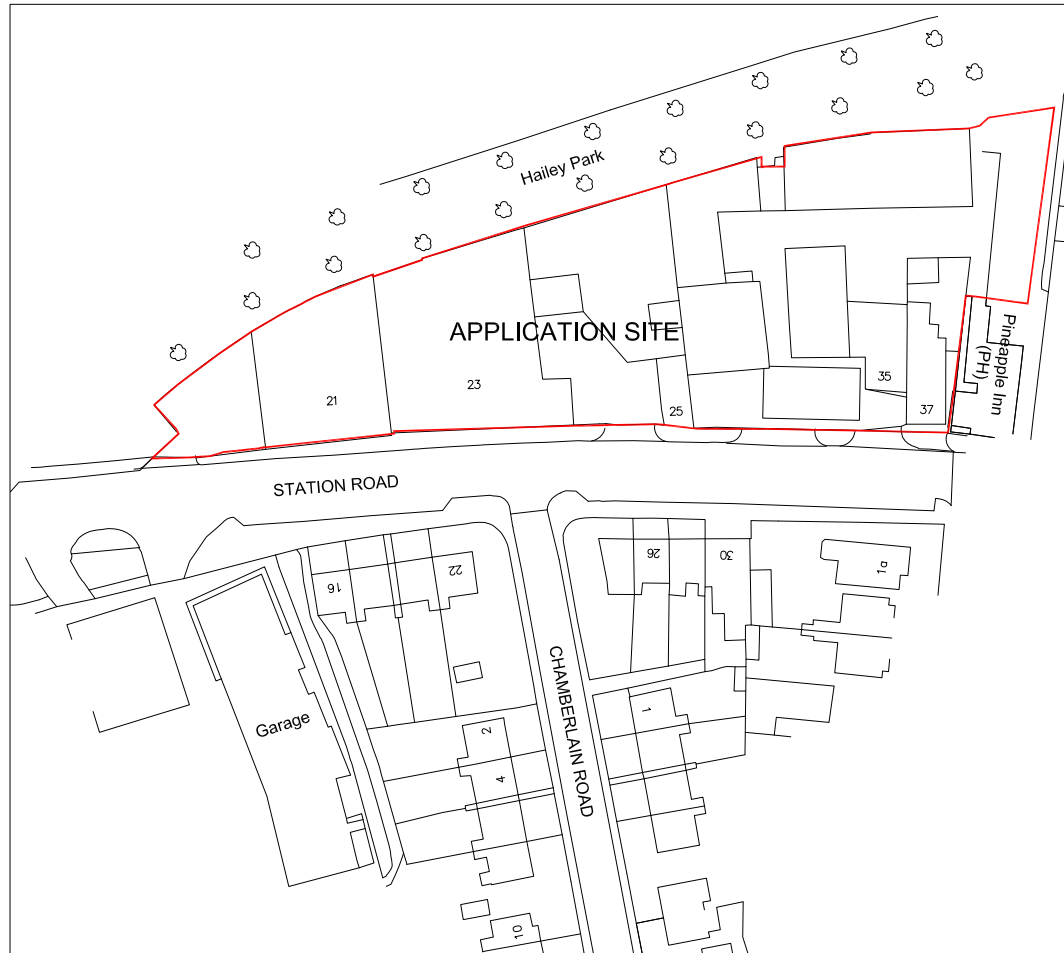 Hailey Park
APPLICATION SITE
Pineapple Inn
(PH)
21
23
25
35
37
STATION ROAD
16
22
26
30
1a
CHAMBERLAIN ROAD
Garage
2
4
1
10